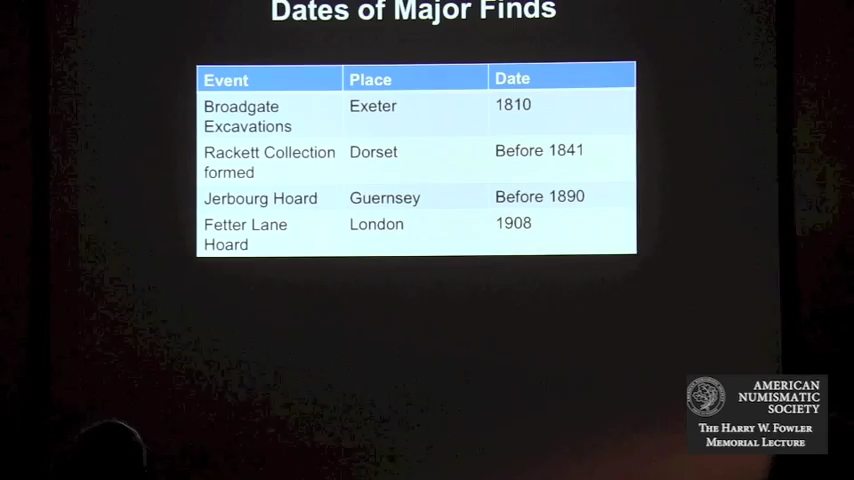 Dates of Major Finds
Event Place Date
Broadgate Excavations Exeter 1810
Rackett Collection formed Dorset Before 1841
Jerbourg Hoard Guernsey Before 1890
Fetter Lane Hoard London 1908
AMERICAN
NUMISMATIC
SOCIETY
THE HARRY W. FOWLER
MEMORIAL LECTURE